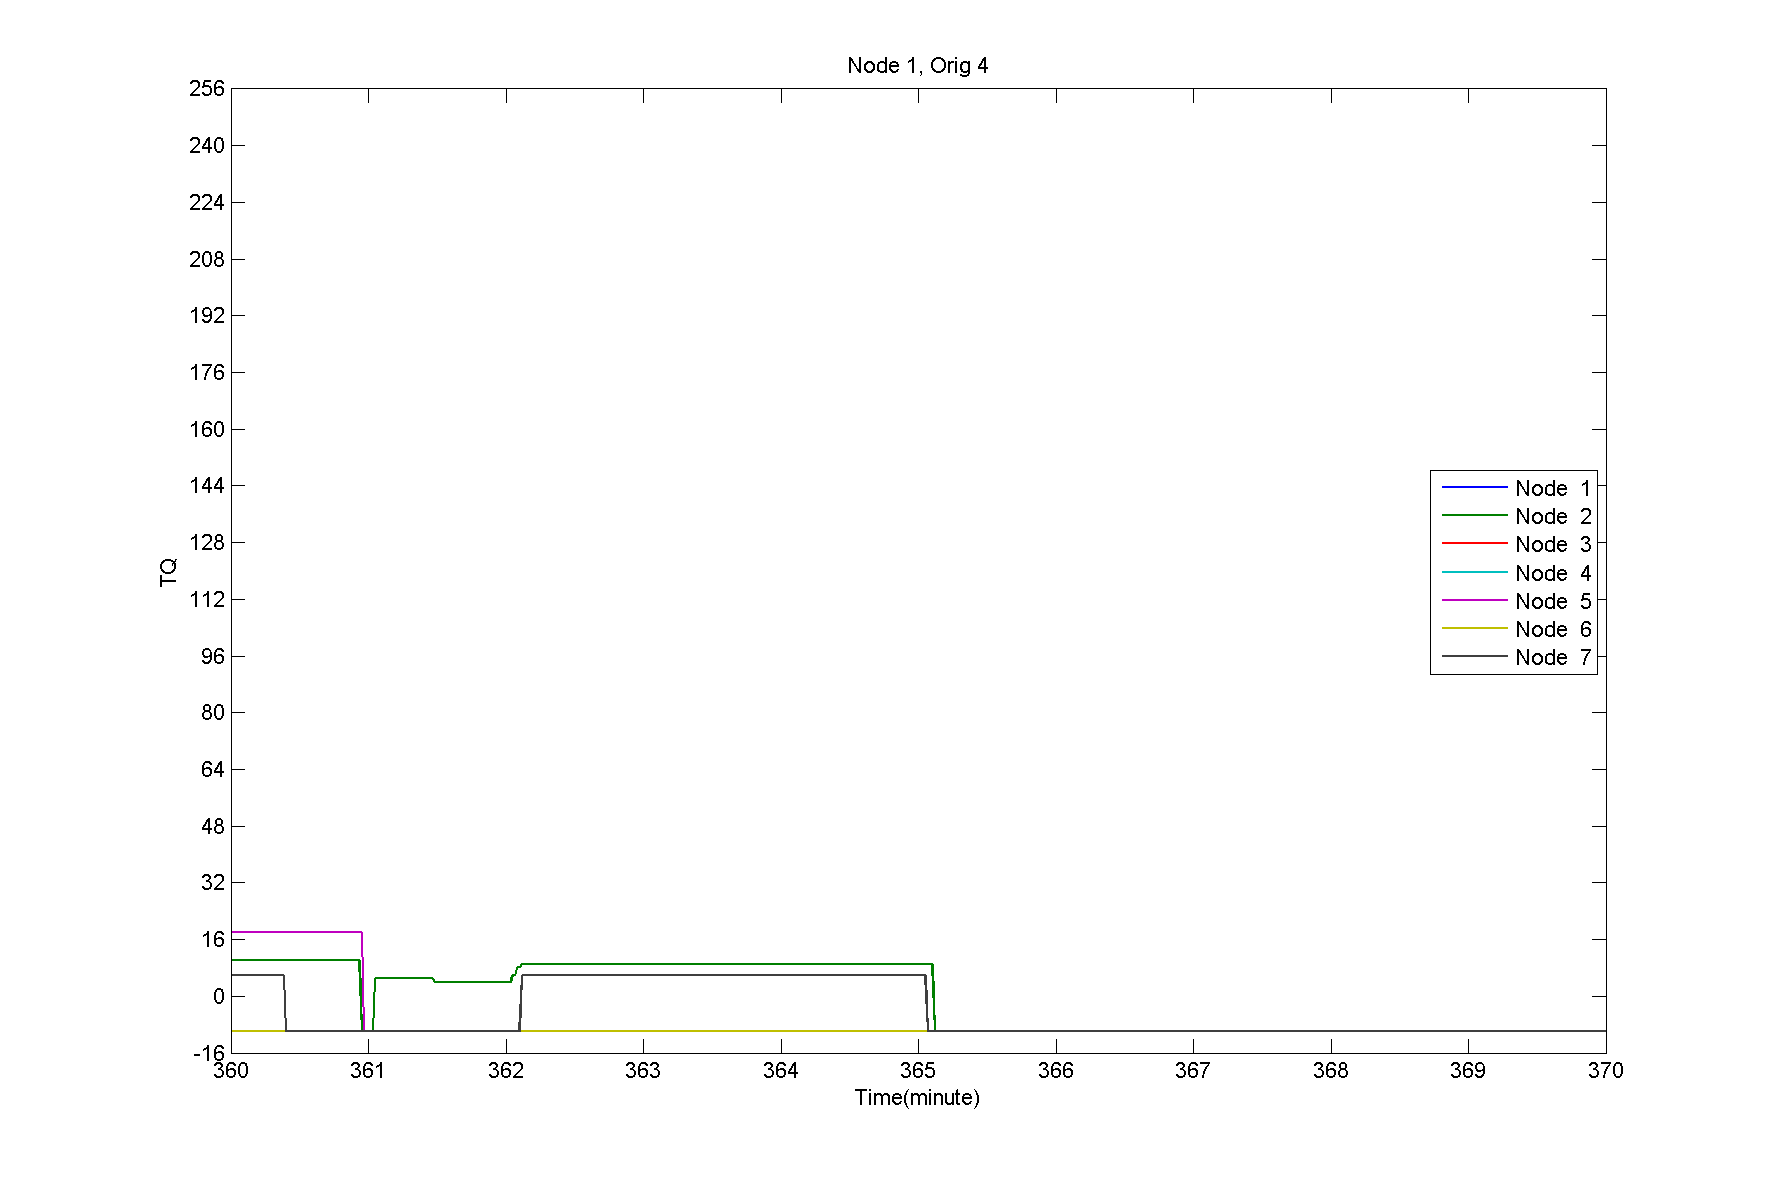 Node 1, Orig 4
256
240
224
208
192
176
160
144
128
112
96
80
64
48
32
16
0
-16
TQ
Node 1
Node 2
Node 3
Node 4
Node 5
Node 6
Node 7
360 361 362 363 364 365 366 367 368 369 370
Time(minute)